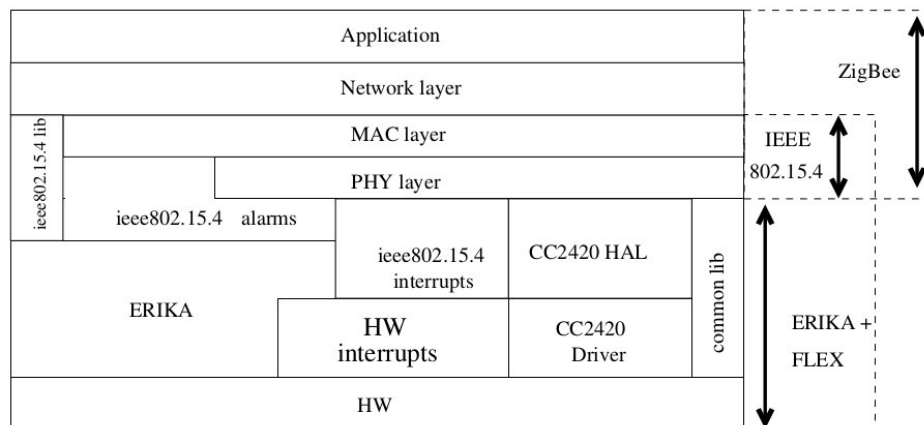 Application
ZigBee
Network layer
ieee802.15.4 lib
MAC layer
IEEE
802.15.4
PHY layer
ieee802.15.4 alarms
ieee802.15.4
interrupts
CC2420 HAL
common lib
ERIKA
HW
interrupts
CC2420
Driver
ERIKA +
FLEX
HW